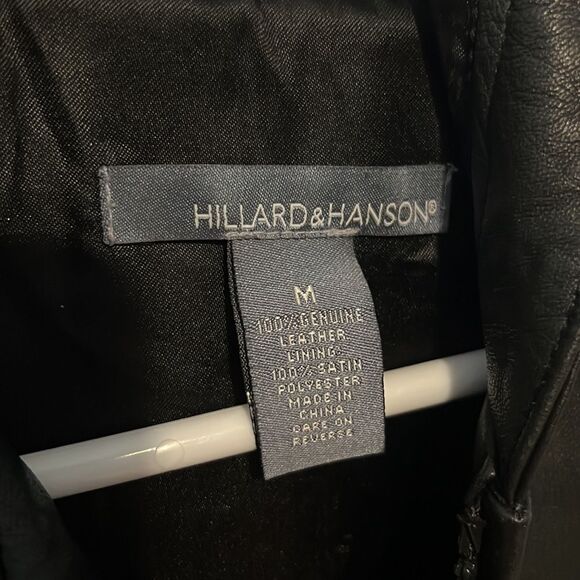 HILLARD & HANSON®
M
100% GENUINE
LEATHER
LINING:
100% SATIN
POLYESTER
MADE IN
CHINA
CARE ON
REVERSE